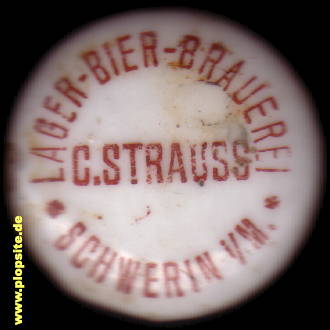 LAGER-BIER-BRAUEREI
C.STRAUSS
* SCHWERIN I/M. *
www.plopsite.de